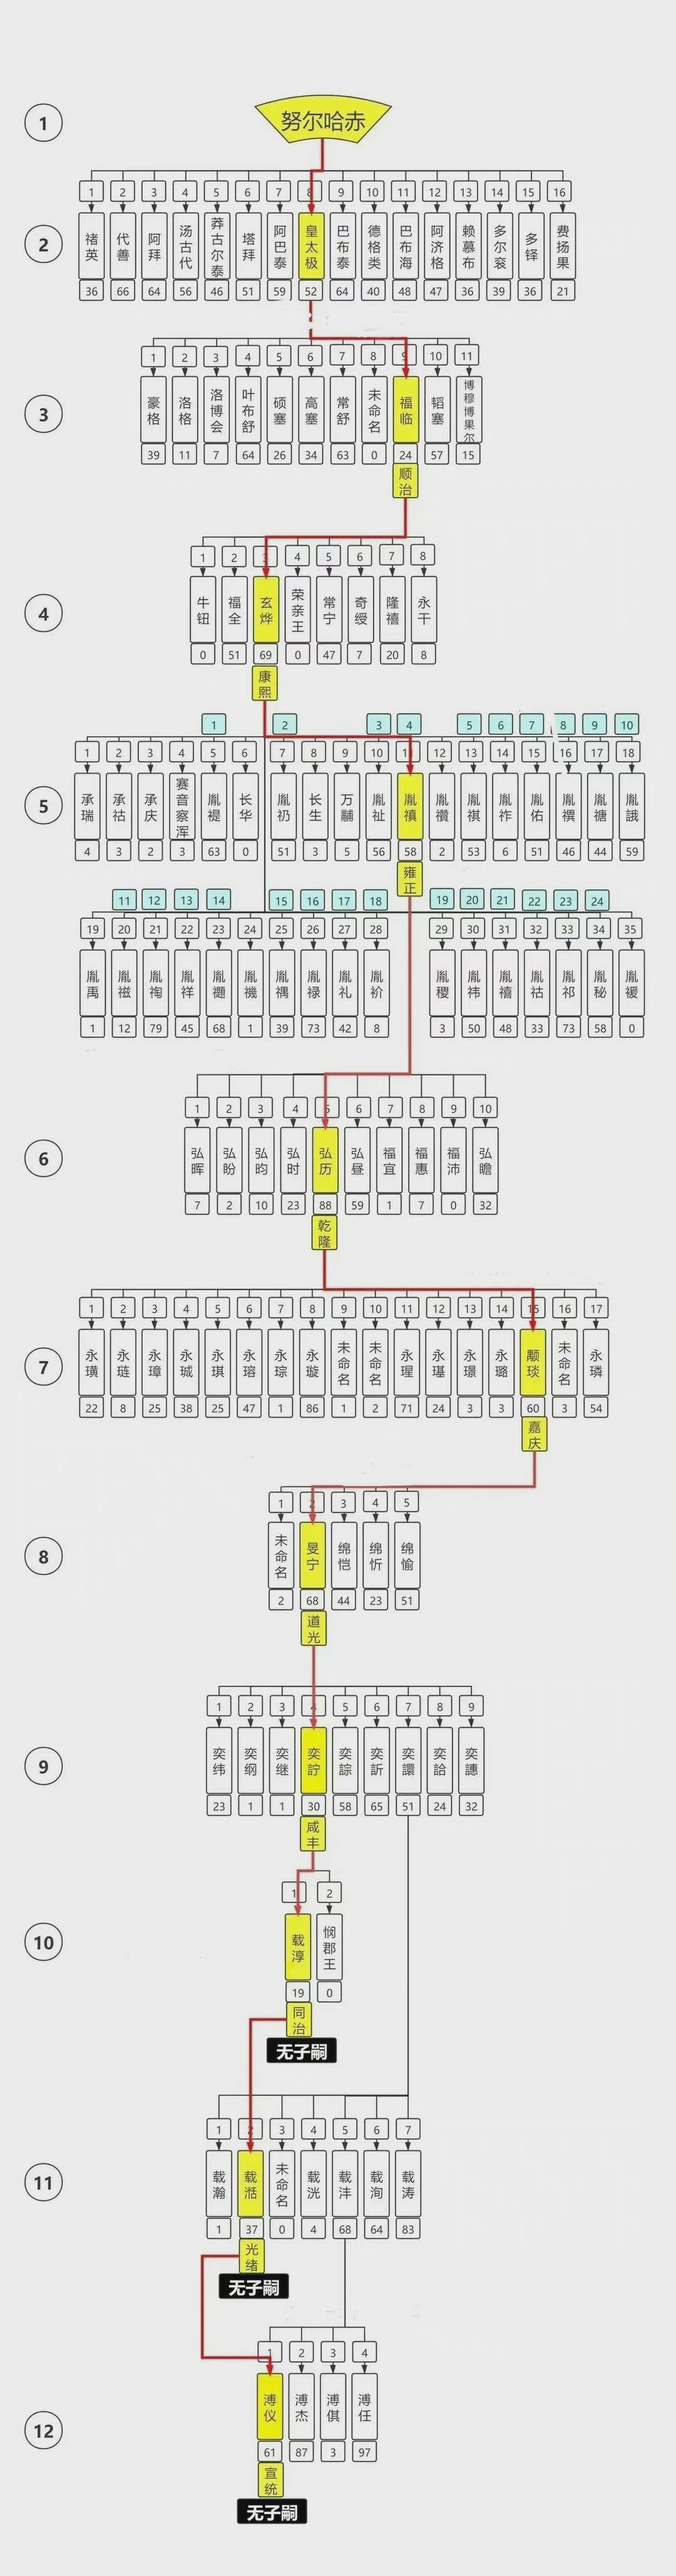 1
努尔哈赤
1 2 3 4 5 6 7 8 9 10 11 12 13 14 15 16
2
褚英 代善 阿拜 汤古代 莽古尔泰 塔拜 阿巴泰 皇太极 巴布泰 德格类 巴布海 阿济格 赖慕布 多尔衮 多铎 费扬果
36 66 64 56 46 51 59 52 64 40 48 47 36 39 36 21
1 2 3 4 5 6 7 8 9 10 11
3
豪格 洛格 洛博会 叶布舒 硕塞 高塞 常舒 未命名 福临 韬塞 博穆博果尔
39 11 7 64 26 34 63 0 24 57 15
顺治
1 2 3 4 5 6 7 8
4
牛钮 福全 玄烨 荣亲王 常宁 奇绶 隆禧 永干
0 51 69 0 47 7 20 8
康熙
1 2 3 4 5 6 7 8 9 10
1 2 3 4 5 6 7 8 9 10 11 12 13 14 15 16 17 18
5
承瑞 承祜 承庆 赛音察浑 胤禔 长华 胤礽 长生 万黼 胤祉 胤禛 胤禶 胤祺 胤祚 胤佑 胤禩 胤禟 胤誐
4 3 2 3 63 0 51 3 5 56 58 2 53 6 51 46 44 59
雍正
11 12 13 14 15 16 17 18 19 20 21 22 23 24
19 20 21 22 23 24 25 26 27 28 29 30 31 32 33 34 35
胤禹 胤禌 胤祹 胤祥 胤禵 胤禨 胤禑 胤禄 胤礼 胤祄 胤稷 胤祎 胤禧 胤祜 胤祁 胤秘 胤禐
1 12 79 45 68 1 39 73 42 8 3 50 48 33 73 58 0
1 2 3 4 5 6 7 8 9 10
6
弘晖 弘昐 弘昀 弘时 弘历 弘昼 福宜 福惠 福沛 弘瞻
7 2 10 23 88 59 1 7 0 32
乾隆
1 2 3 4 5 6 7 8 9 10 11 12 13 14 15 16 17
7
永璜 永琏 永璋 永珹 永琪 永瑢 永琮 永璇 未命名 未命名 永瑆 永璂 永璟 永璐 颙琰 未命名 永璘
22 8 25 38 25 47 1 86 1 2 71 24 3 3 60 3 54
嘉庆
1 2 3 4 5
8
未命名 旻宁 绵恺 绵忻 绵愉
2 68 44 23 51
道光
1 2 3 4 5 6 7 8 9
9
奕纬 奕纲 奕继 奕詝 奕誴 奕訢 奕譞 奕詥 奕譓
23 1 1 30 58 65 51 24 32
咸丰
1 2
10
载淳 悯郡王
19 0
同治
无子嗣
1 2 3 4 5 6 7
11
载瀚 载湉 未命名 载洸 载沣 载洵 载涛
1 37 0 4 68 64 83
光绪
无子嗣
1 2 3 4
12
溥仪 溥杰 溥倛 溥任
61 87 3 97
宣统
无子嗣